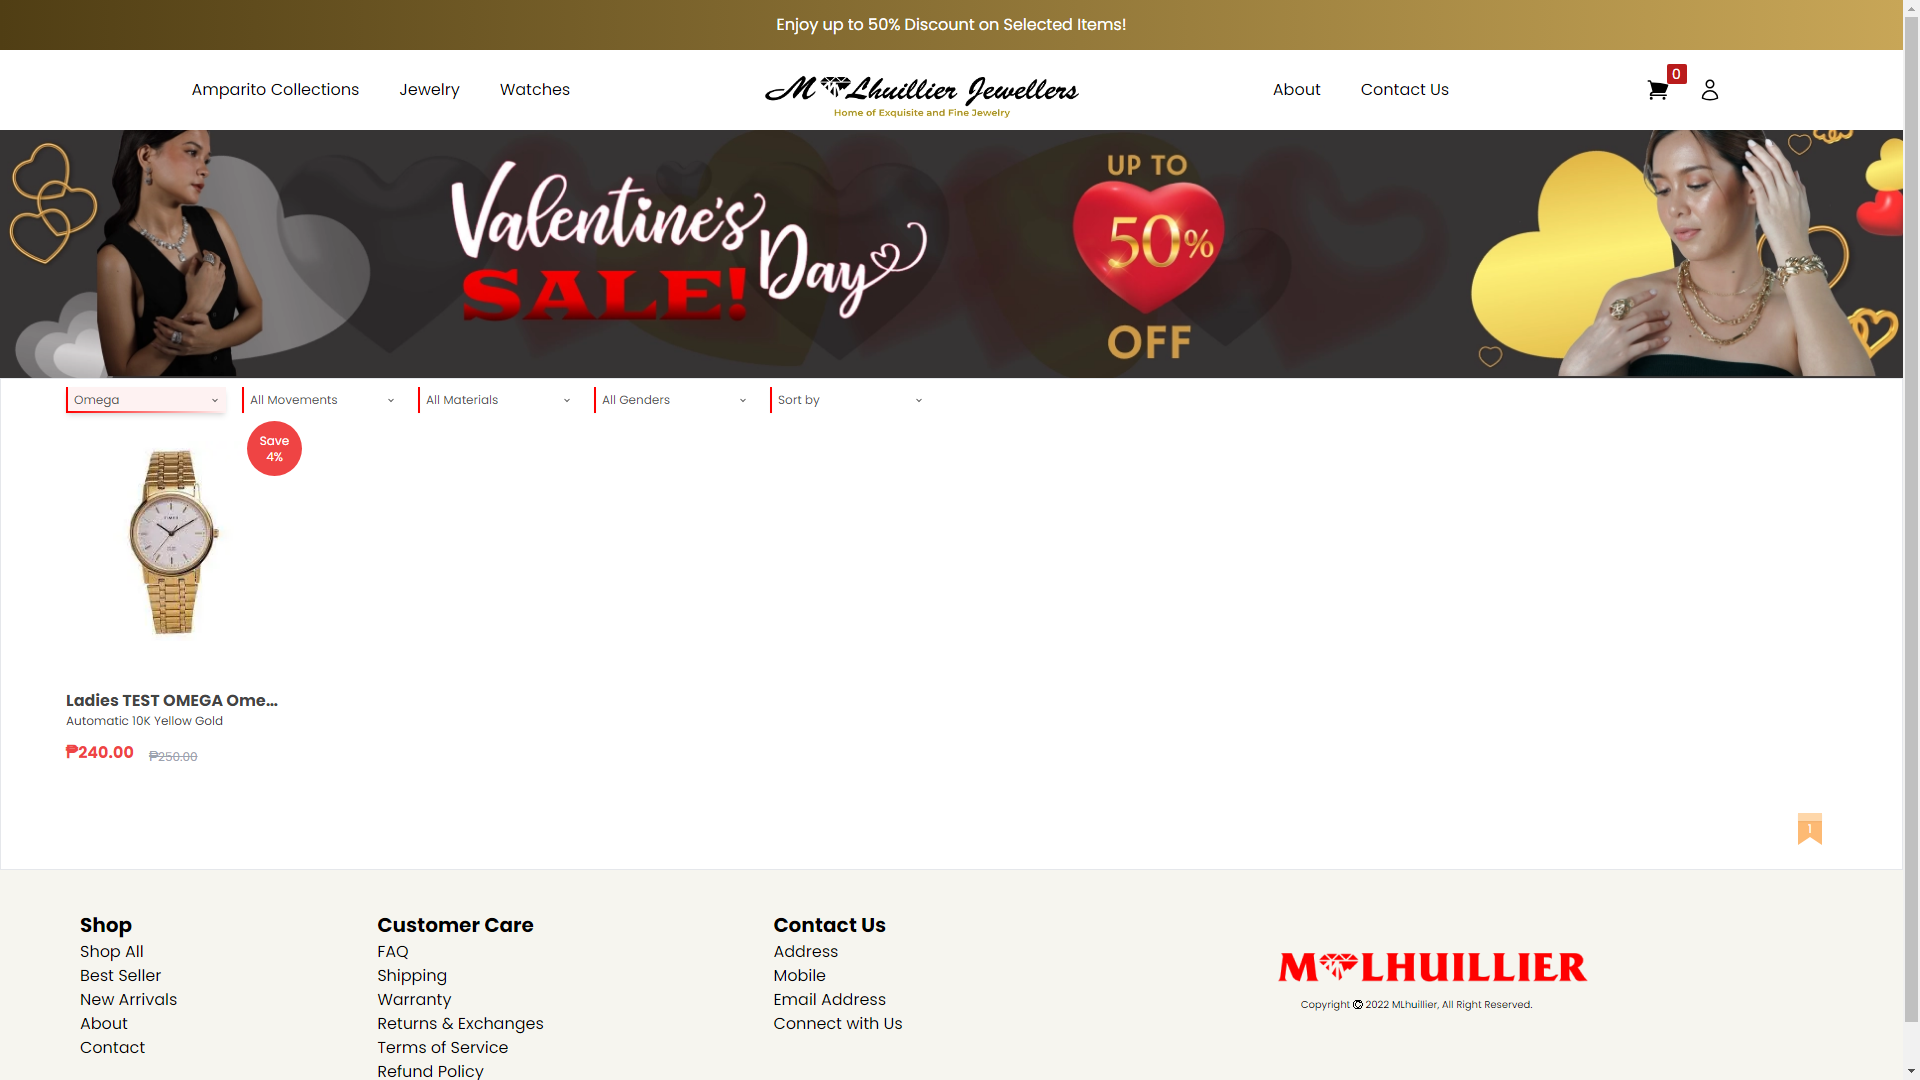 Enjoy up to 50% Discount on Selected Items!
Amparito Collections
Jewelry
Watches
M Lhuillier Jewellers
Home of Exquisite and Fine Jewelry
About
Contact Us
0
Valentine's
Day
SALE!
UP TO
50%
OFF
Omega
All Movements
All Materials
All Genders
Sort by
Save
4%
Ladies TEST OMEGA Ome...
Automatic 10K Yellow Gold
₱240.00 ₱250.00
1
Shop
Shop All
Best Seller
New Arrivals
About
Contact
Customer Care
FAQ
Shipping
Warranty
Returns & Exchanges
Terms of Service
Refund Policy
Contact Us
Address
Mobile
Email Address
Connect with Us
M LHUILLIER
Copyright © 2022 MLhuillier, All Right Reserved.